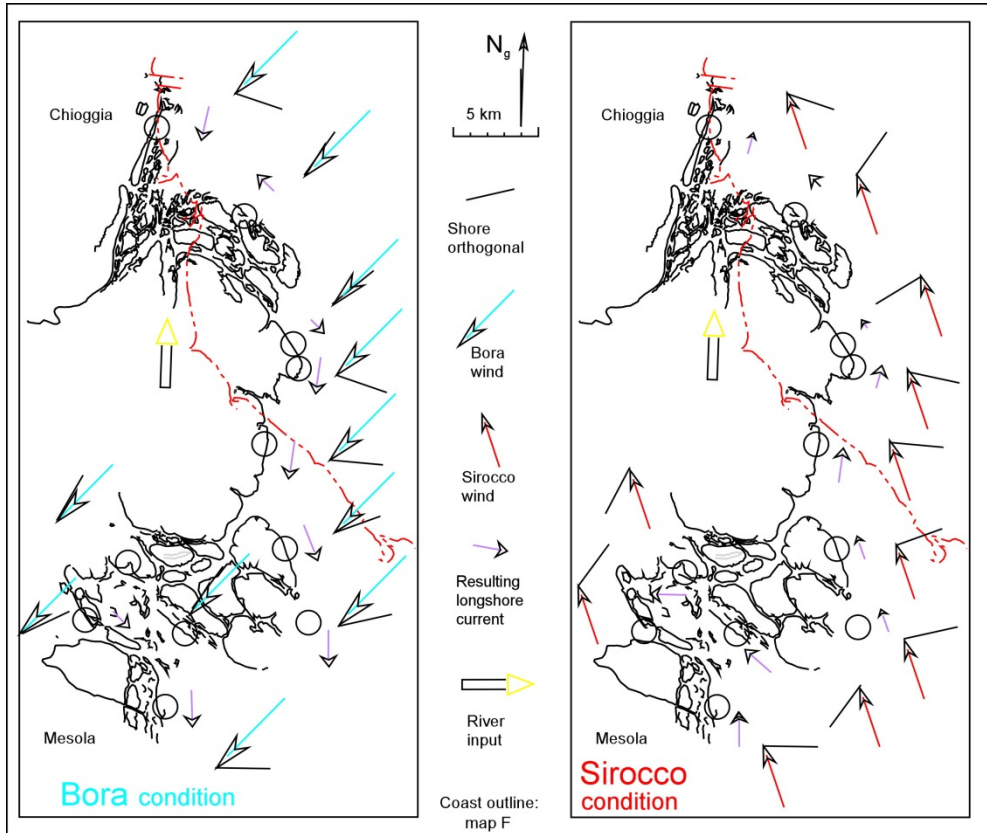 Chioggia
Mesola
Bora condition
N g
5 km
Shore
orthogonal
Bora
wind
Sirocco
wind
Resulting
longshore
current
River
input
Coast outline:
map F
Chioggia
Mesola
Sirocco
condition